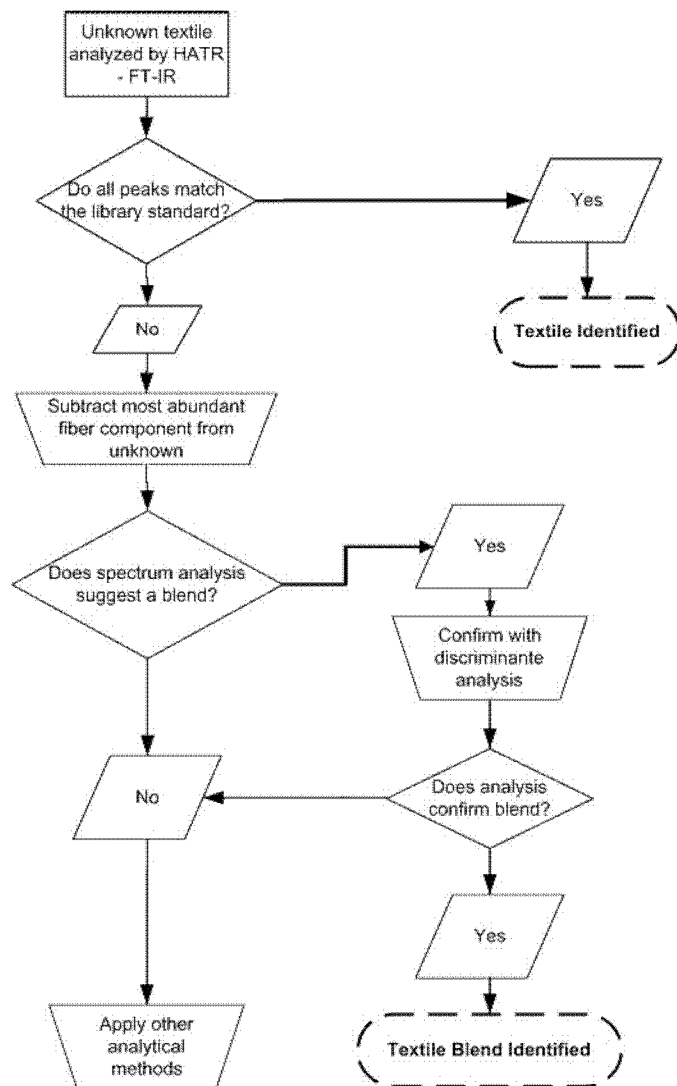 Unknown textile
analyzed by HATR
- FT-IR
Do all peaks match
the library standard?
Yes
Textile Identified
No
Subtract most abundant
fiber component from
unknown
Does spectrum analysis
suggest a blend?
Yes
Confirm with
discriminante
analysis
Does analysis
confirm blend?
No
Yes
Textile Blend Identified
Apply other
analytical
methods